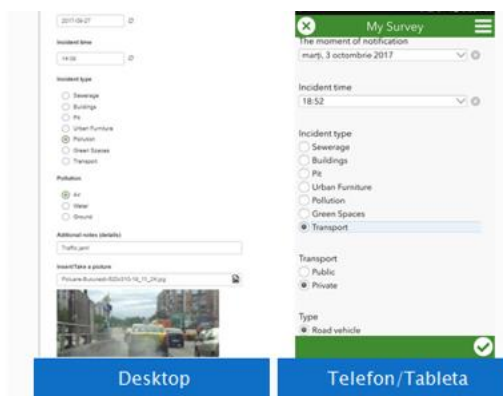 2017-09-27
Incident time
14:58
Incident type
Sewerage
Buildings
Pit
Urban Furniture
Pollution
Green Spaces
Transport
Pollution
Air
Water
Ground
Additional notes (details)
Traffic jam!
Insert/Take a picture
Desktop
My Survey
The moment of notification
marți, 3 octombrie 2017
Incident time
18:52
Incident type
Sewerage
Buildings
Pit
Urban Furniture
Pollution
Green Spaces
Transport
Transport
Public
Private
Type
Road vehicle
Telefon/Tableta